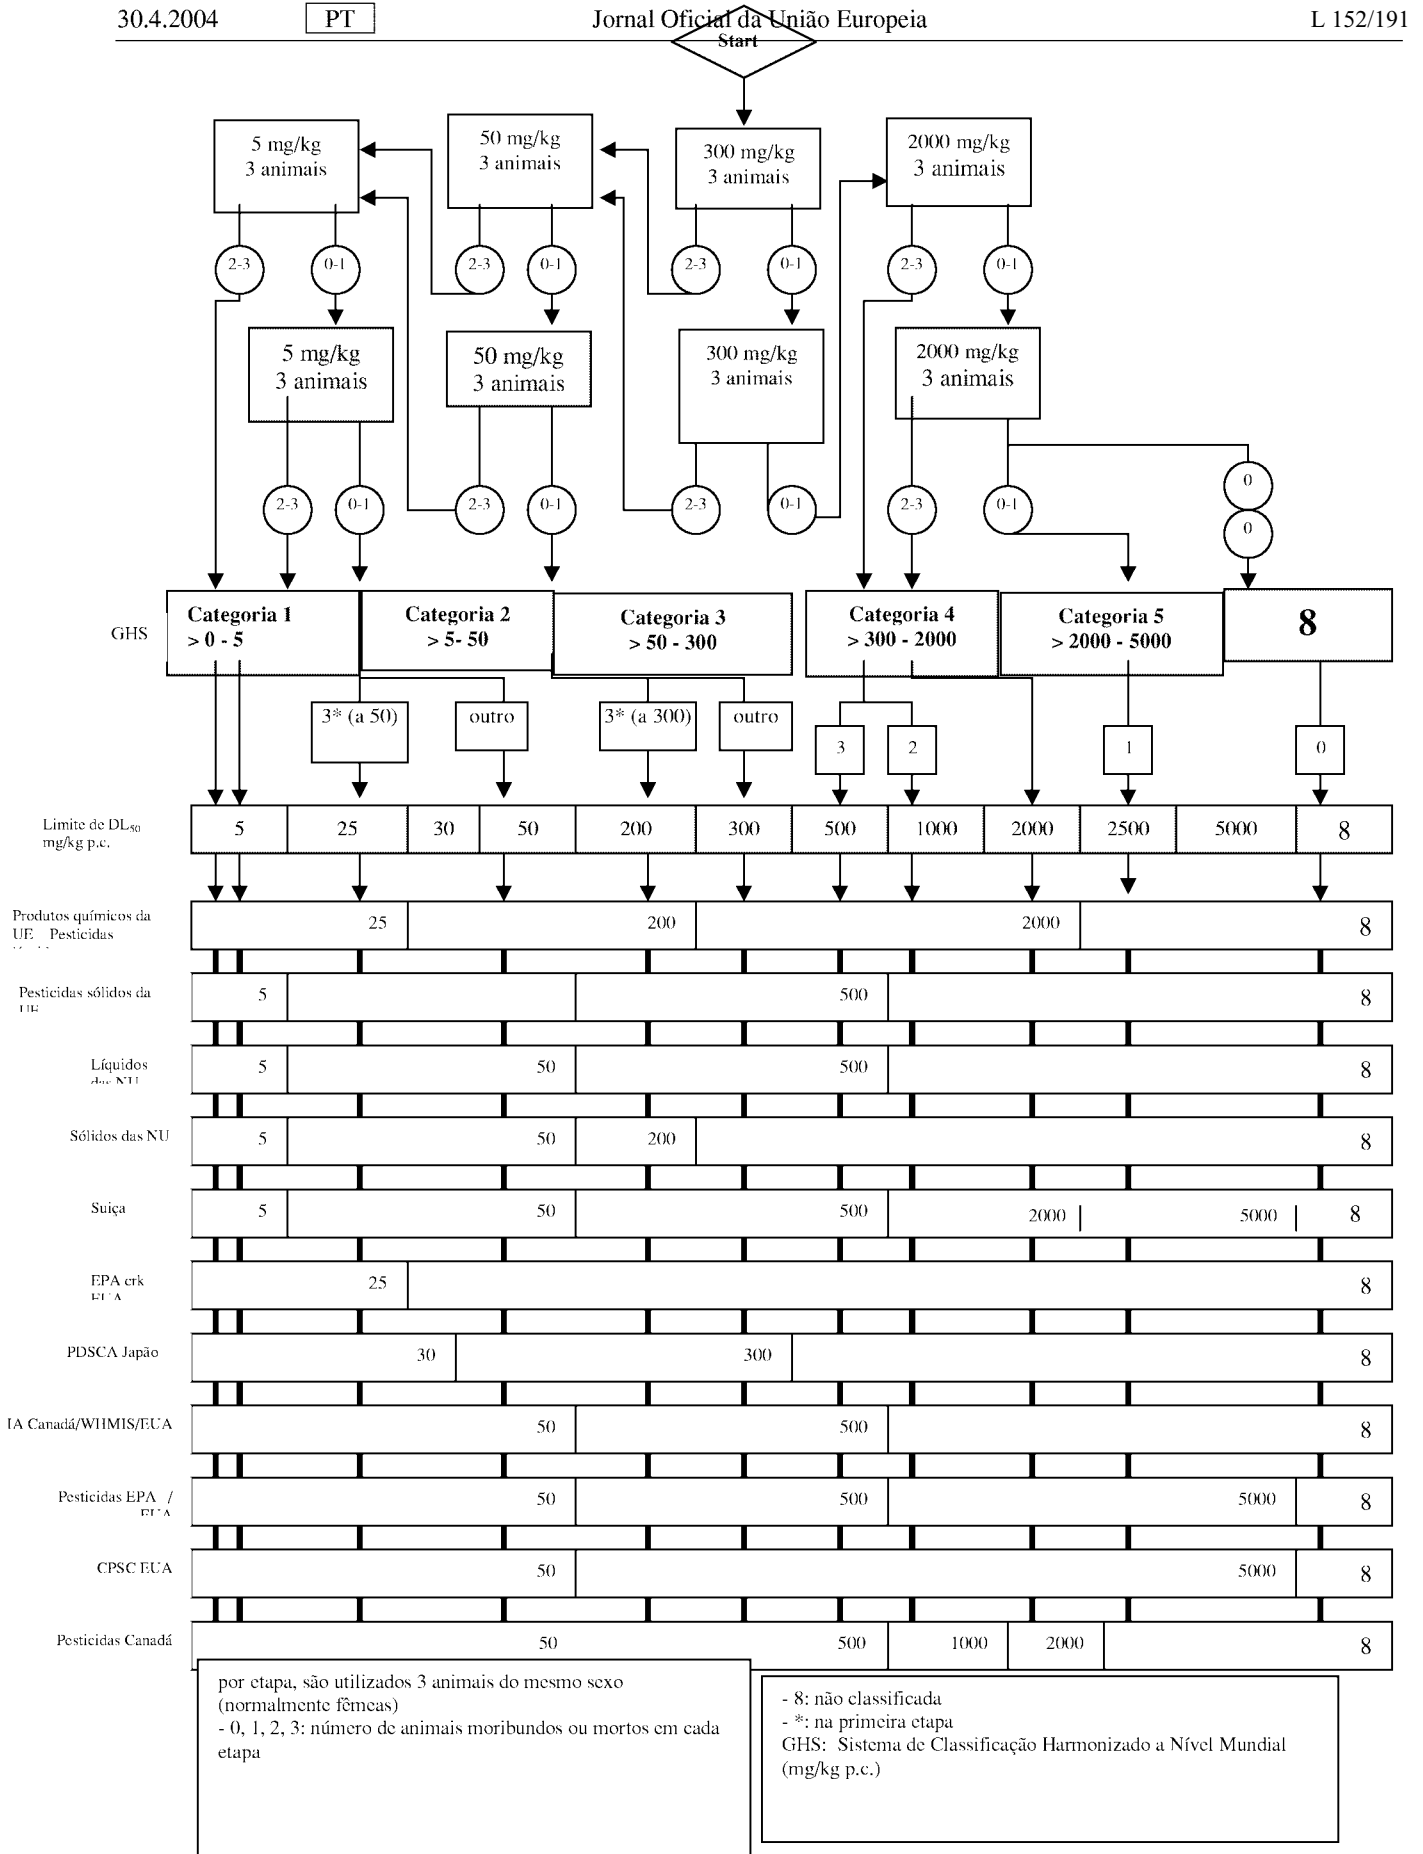 30.4.2004 PT Jornal Oficial da União Europeia L 152/191
Start
5 mg/kg
3 animais
50 mg/kg
3 animais
300 mg/kg
3 animais
2000 mg/kg
3 animais
2-3 0-1 2-3 0-1 2-3 0-1 2-3 0-1
5 mg/kg
3 animais
50 mg/kg
3 animais
300 mg/kg
3 animais
2000 mg/kg
3 animais
0
2-3 0-1 2-3 0-1 2-3 0-1 2-3 0-1
0
GHS
Categoria 1
> 0 - 5
Categoria 2
> 5- 50
Categoria 3
> 50 - 300
Categoria 4
> 300 - 2000
Categoria 5
> 2000 - 5000
8
3* (a 50) outro 3* (a 300) outro
3 2 1 0
Limite de DL50
mg/kg p.c.
5 25 30 50 200 300 500 1000 2000 2500 5000 8
Produtos químicos da
UE Pesticidas
25 200 2000 8
Pesticidas sólidos da
UE
5 500 8
Líquidos
das NU
5 50 500 8
Sólidos das NU
5 50 200 8
Suiça
5 50 500 2000 5000 8
EPA crk
EUA
25 8
PDSCA Japão
30 300 8
IA Canadá/WHMIS/EUA
50 500 8
Pesticidas EPA /
EUA
50 500 5000 8
CPSC EUA
50 5000 8
Pesticidas Canadá
50 500 1000 2000 8
por etapa, são utilizados 3 animais do mesmo sexo
(normalmente fêmeas)
- 0, 1, 2, 3: número de animais moribundos ou mortos em cada
etapa
- 8: não classificada
- *: na primeira etapa
GHS: Sistema de Classificação Harmonizado a Nível Mundial
(mg/kg p.c.)